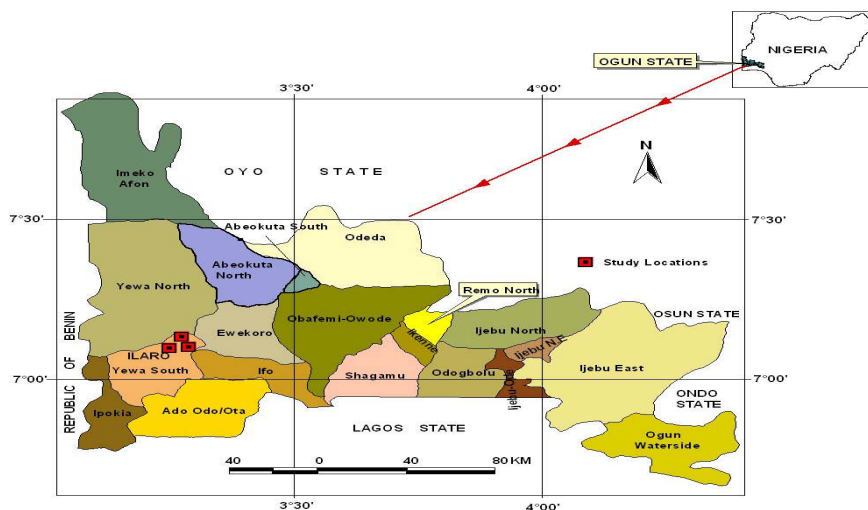 NIGERIA
OGUN STATE
3°30'
4°00'
N
Imeko
Afon
OYO STATE
7°30'
7°30'
Abeokuta South
Odeda
Abeokuta
North
Study Locations
Yewa North
Remo North
Obafemi-Owode
Ewekoro
Ikenne
Ijebu North
OSUN STATE
Ijebu N.E
ILARO
Yewa South
Ifo
Shagamu
Odogbolu
Ijebu-Ode
Ijebu East
7°00'
7°00'
REPUBLIC OF BENIN
ONDO
STATE
Ipokia
Ado Odo/Ota
LAGOS STATE
Ogun
Waterside
40 0 40 80 KM
3°30'
4°00'